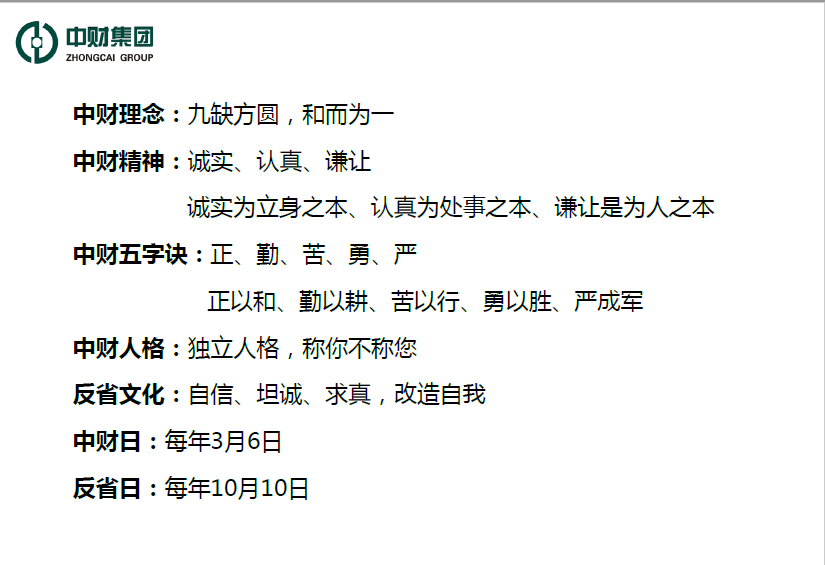 中财集团
ZHONGCAI GROUP
中财理念：九缺方圆，和而为一
中财精神：诚实、认真、谦让
诚实为立身之本、认真为处事之本、谦让是为人之本
中财五字诀：正、勤、苦、勇、严
正以和、勤以耕、苦以行、勇以胜、严成军
中财人格：独立人格，称你不称您
反省文化：自信、坦诚、求真，改造自我
中财日：每年3月6日
反省日：每年10月10日